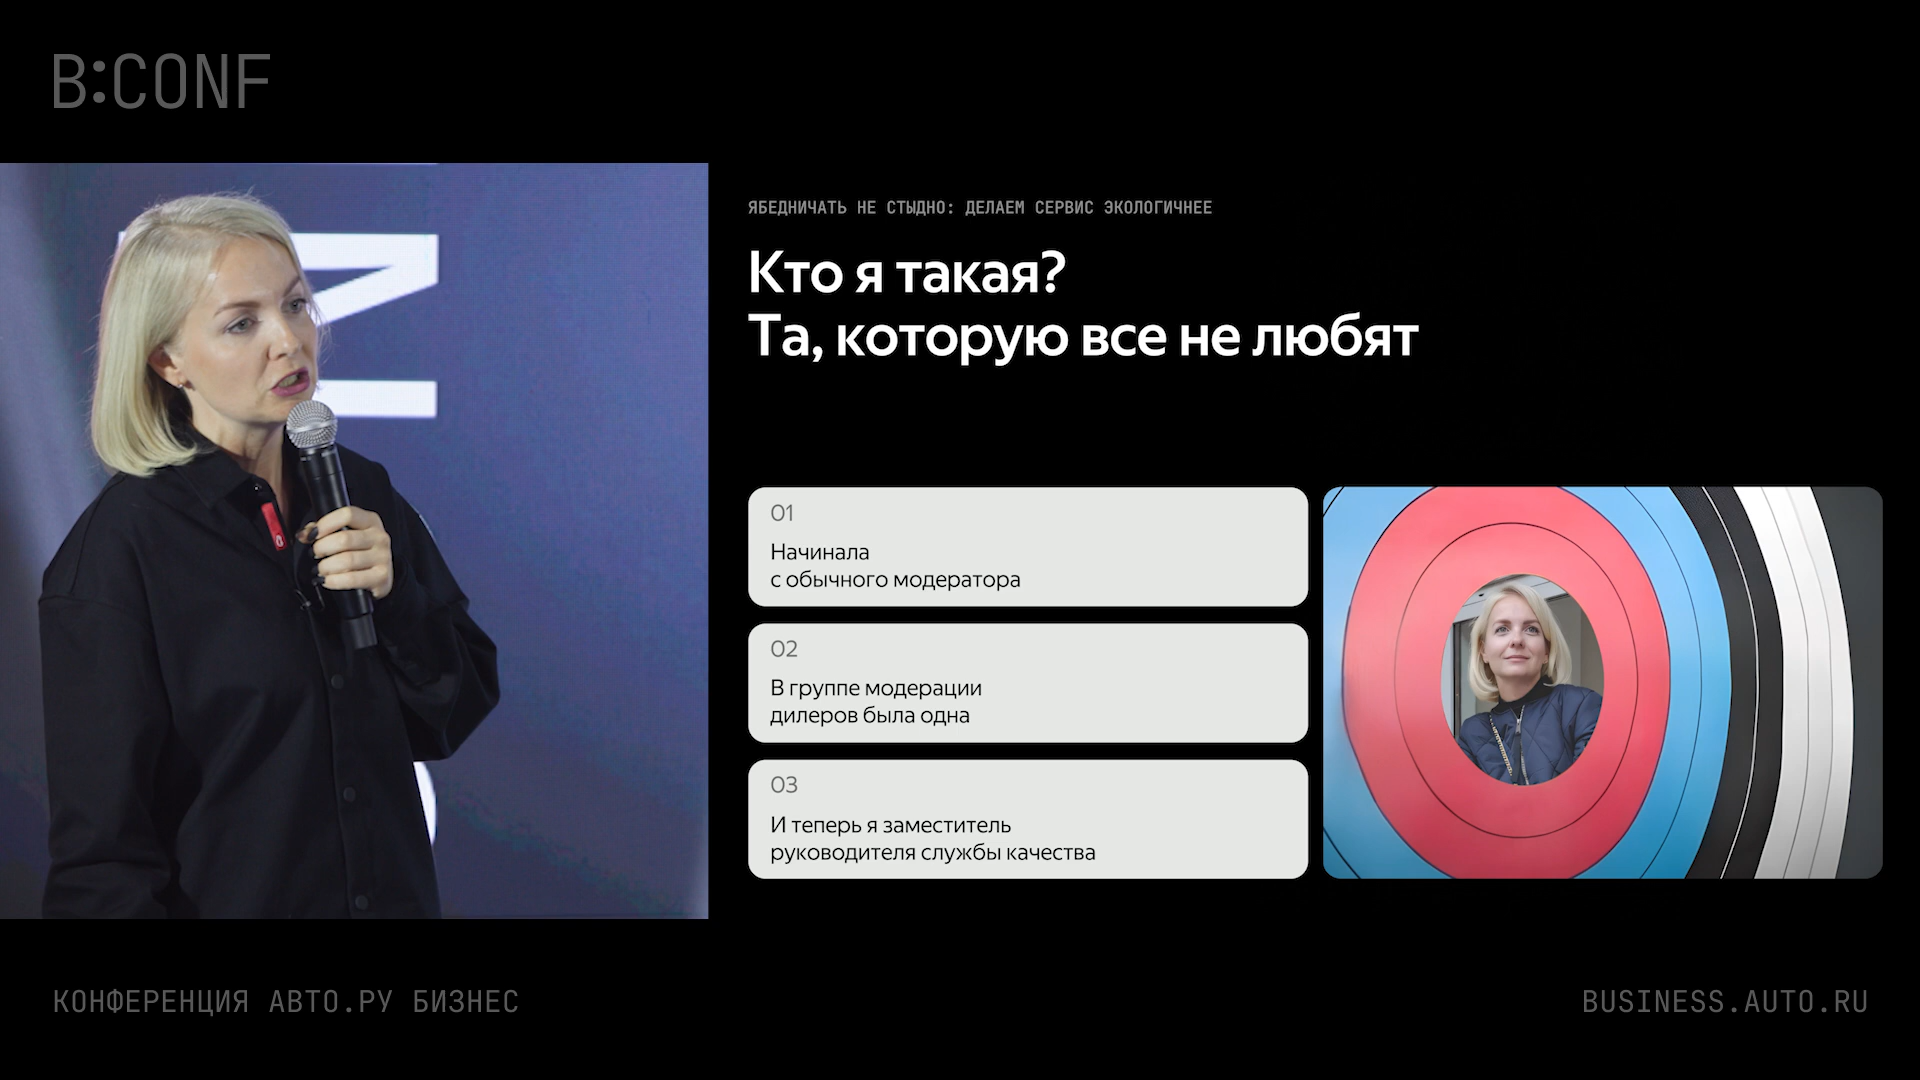 B:CONF
ЯБЕДНИЧАТЬ НЕ СТЫДНО: ДЕЛАЕМ СЕРВИС ЭКОЛОГИЧНЕЕ
Кто я такая?
Та, которую все не любят
01
Начинала
с обычного модератора
02
В группе модерации
дилеров была одна
03
И теперь я заместитель
руководителя службы качества
КОНФЕРЕНЦИЯ АВТО.РУ БИЗНЕС
BUSINESS.AUTO.RU